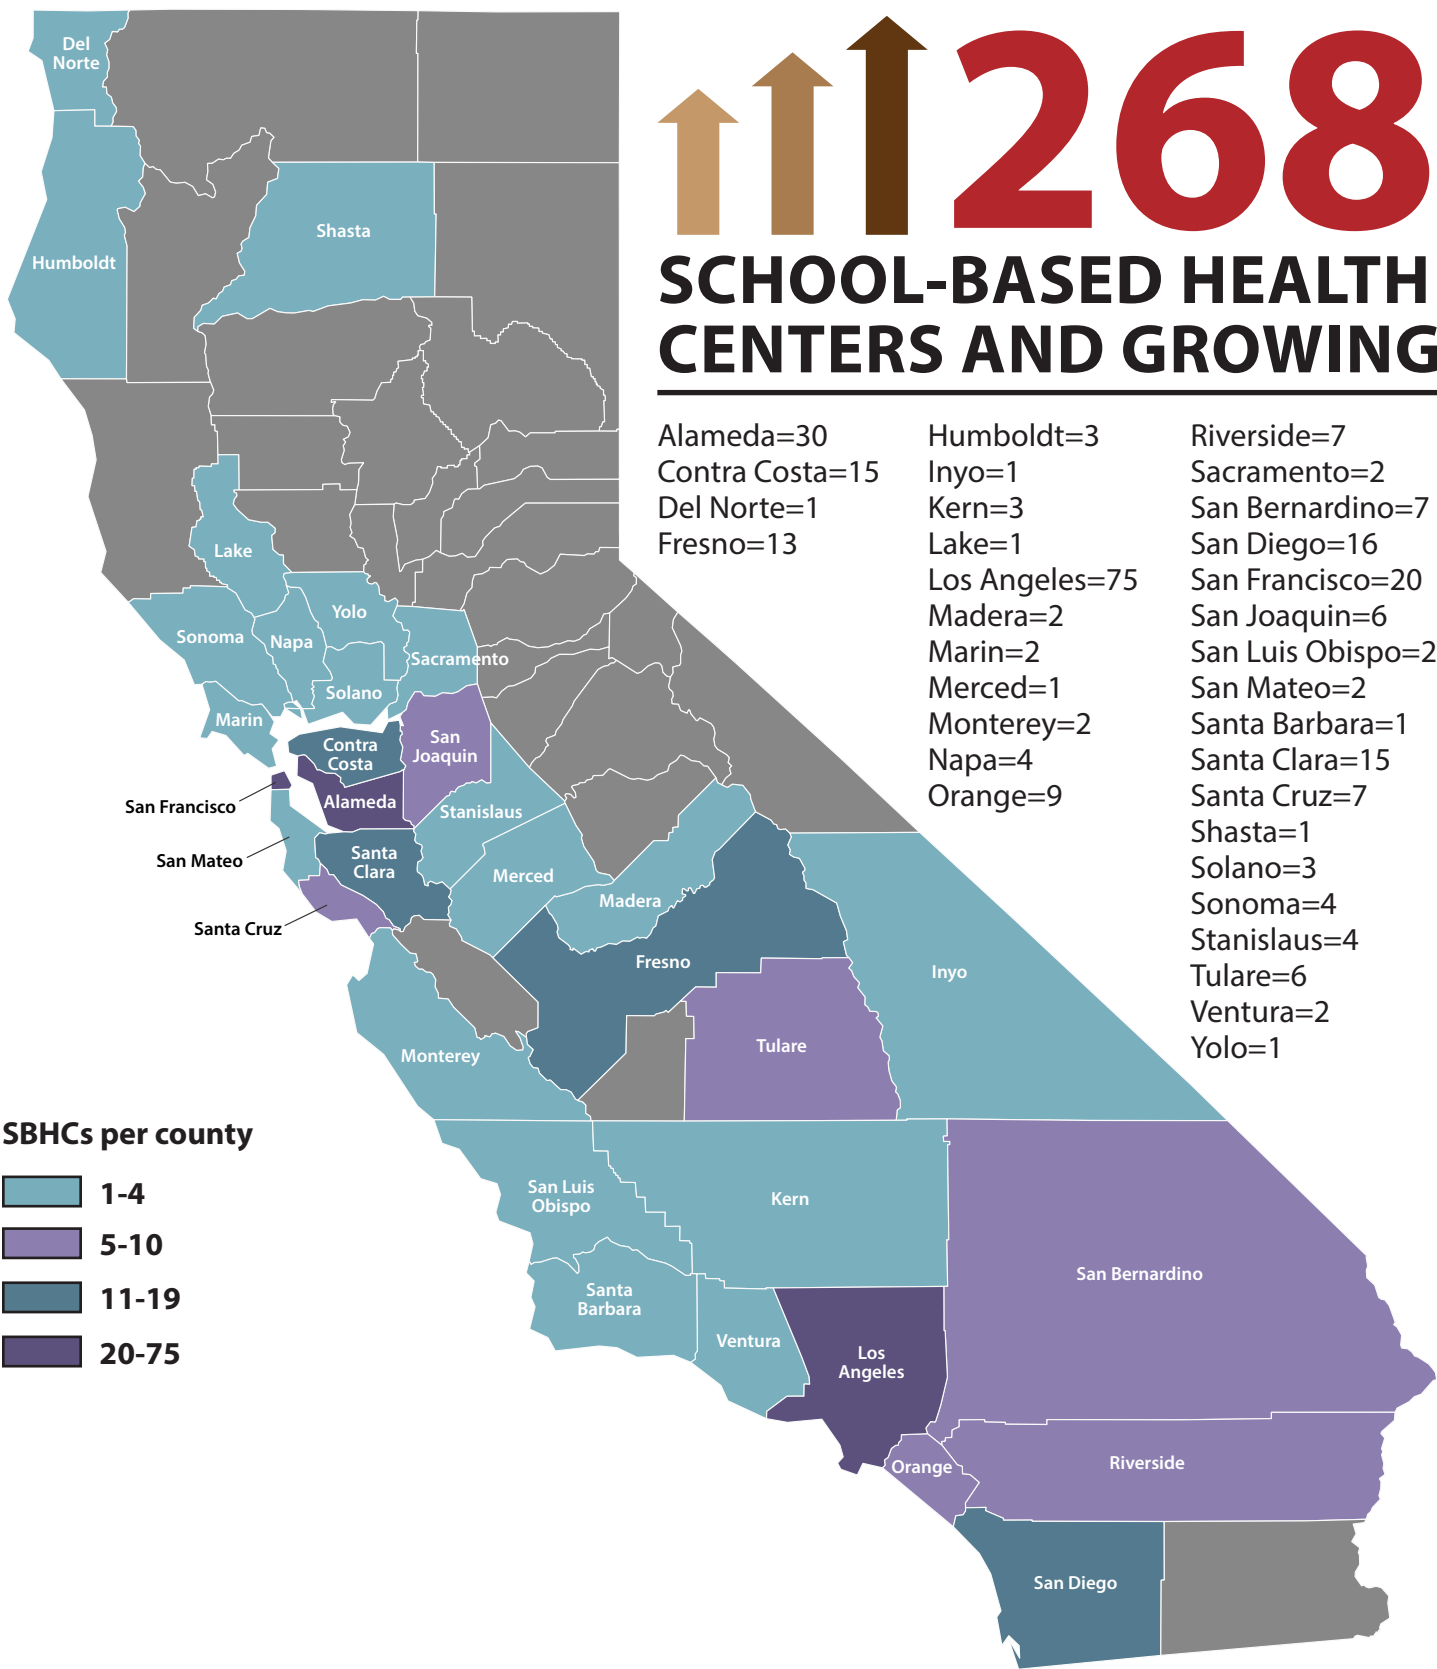 268
SCHOOL-BASED HEALTH
CENTERS AND GROWING
Alameda=30
Contra Costa=15
Del Norte=1
Fresno=13
Humboldt=3
Inyo=1
Kern=3
Lake=1
Los Angeles=75
Madera=2
Marin=2
Merced=1
Monterey=2
Napa=4
Orange=9
Riverside=7
Sacramento=2
San Bernardino=7
San Diego=16
San Francisco=20
San Joaquin=6
San Luis Obispo=2
San Mateo=2
Santa Barbara=1
Santa Clara=15
Santa Cruz=7
Shasta=1
Solano=3
Sonoma=4
Stanislaus=4
Tulare=6
Ventura=2
Yolo=1
Del
Norte
Humboldt
Shasta
Lake
Yolo
Sonoma
Napa
Sacramento
Solano
Marin
Contra
Costa
San
Joaquin
San Francisco
Alameda
Stanislaus
San Mateo
Santa
Clara
Merced
Madera
Santa Cruz
Fresno
Inyo
Monterey
Tulare
San Luis
Obispo
Kern
Santa
Barbara
San Bernardino
Ventura
Los
Angeles
Orange
Riverside
San Diego
SBHCs per county
1-4
5-10
11-19
20-75